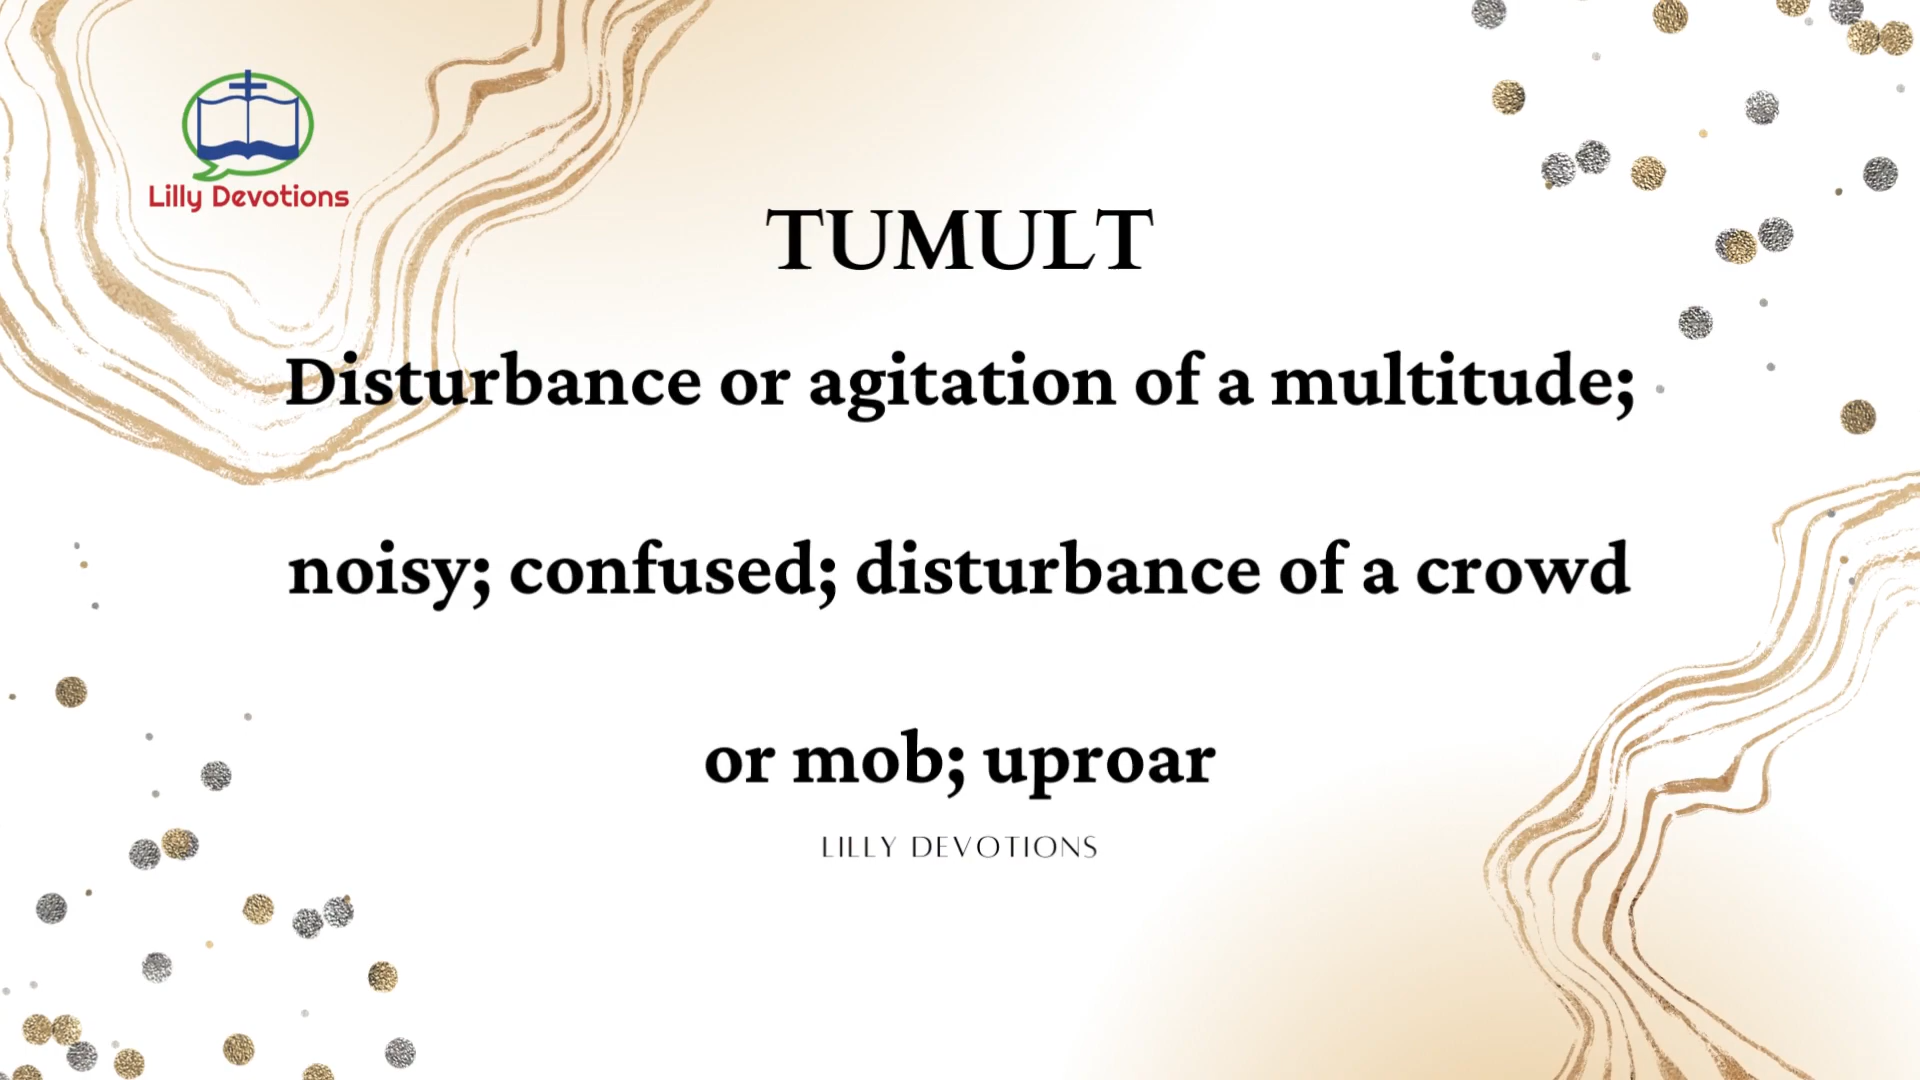 Lilly Devotions
TUMULT
Disturbance or agitation of a multitude;
noisy; confused; disturbance of a crowd
or mob; uproar
LILLY DEVOTIONS